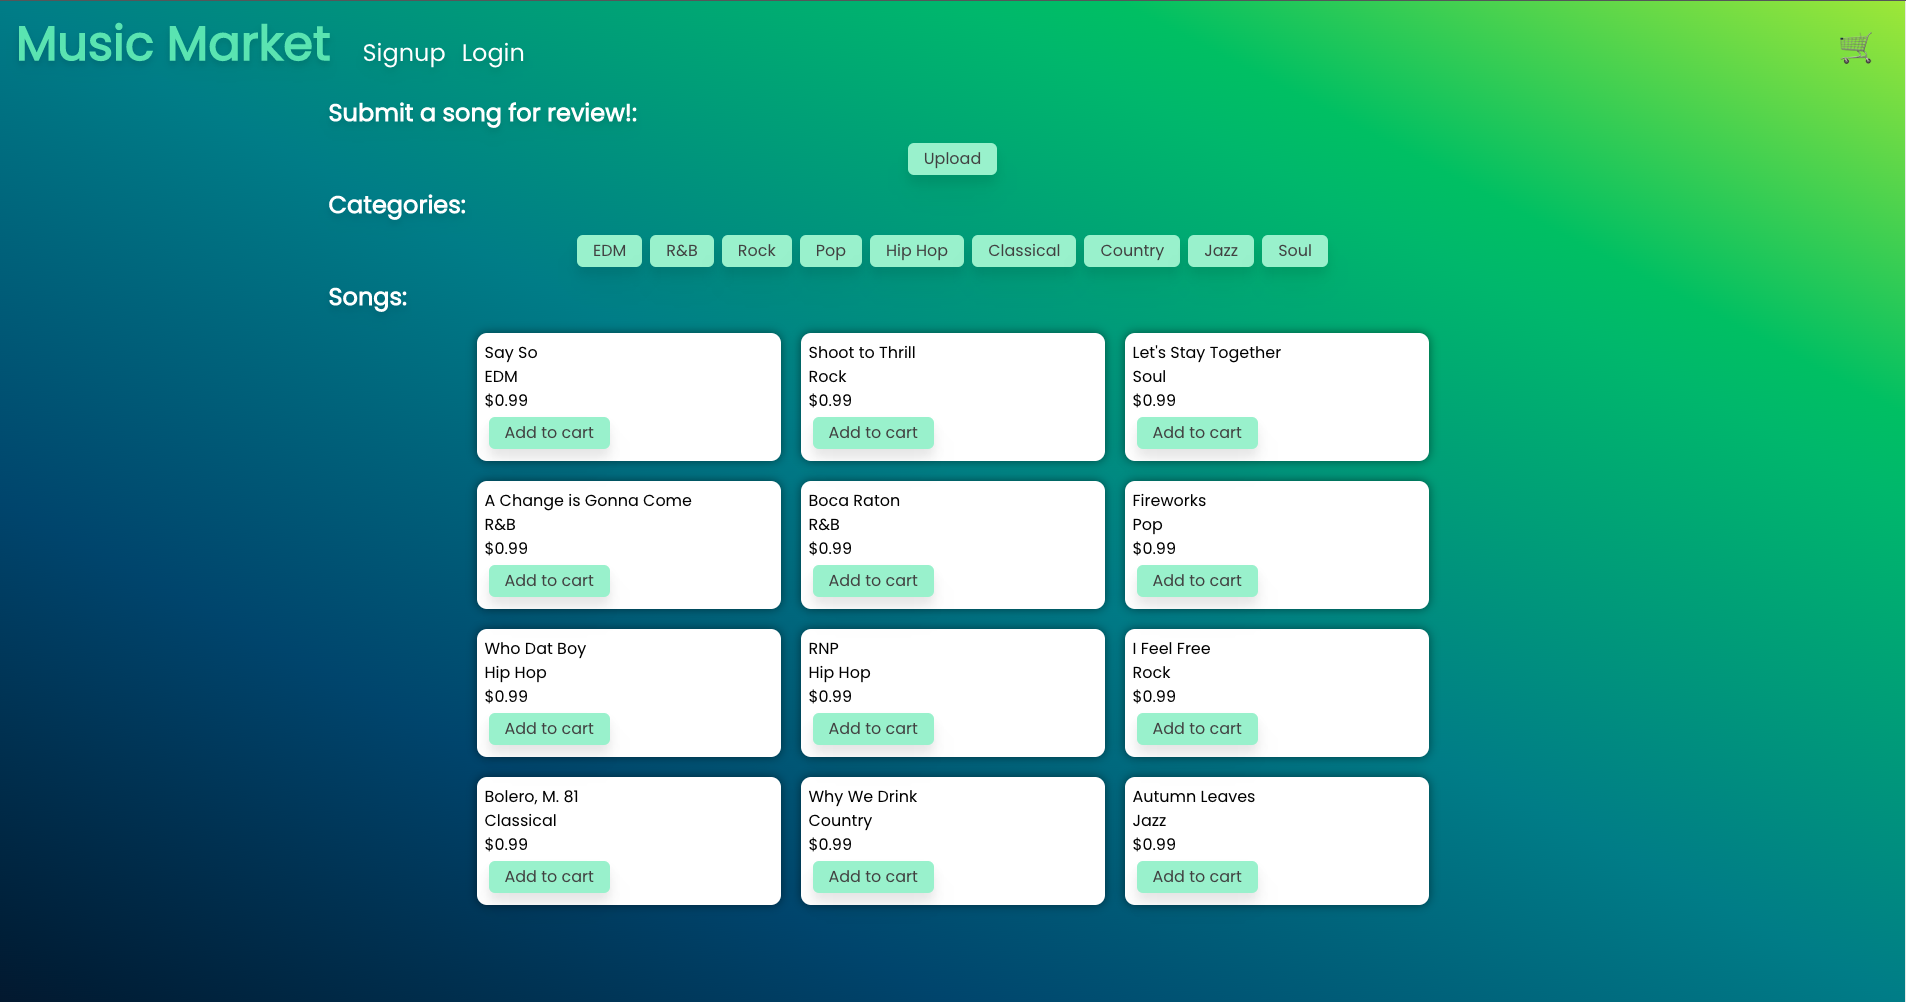 Music Market Signup Login
Submit a song for review!:
Upload
Categories:
EDM R&B Rock Pop Hip Hop Classical Country Jazz Soul
Songs:
Say So
EDM
$0.99
Add to cart
Shoot to Thrill
Rock
$0.99
Add to cart
Let's Stay Together
Soul
$0.99
Add to cart
A Change is Gonna Come
R&B
$0.99
Add to cart
Boca Raton
R&B
$0.99
Add to cart
Fireworks
Pop
$0.99
Add to cart
Who Dat Boy
Hip Hop
$0.99
Add to cart
RNP
Hip Hop
$0.99
Add to cart
I Feel Free
Rock
$0.99
Add to cart
Bolero, M. 81
Classical
$0.99
Add to cart
Why We Drink
Country
$0.99
Add to cart
Autumn Leaves
Jazz
$0.99
Add to cart